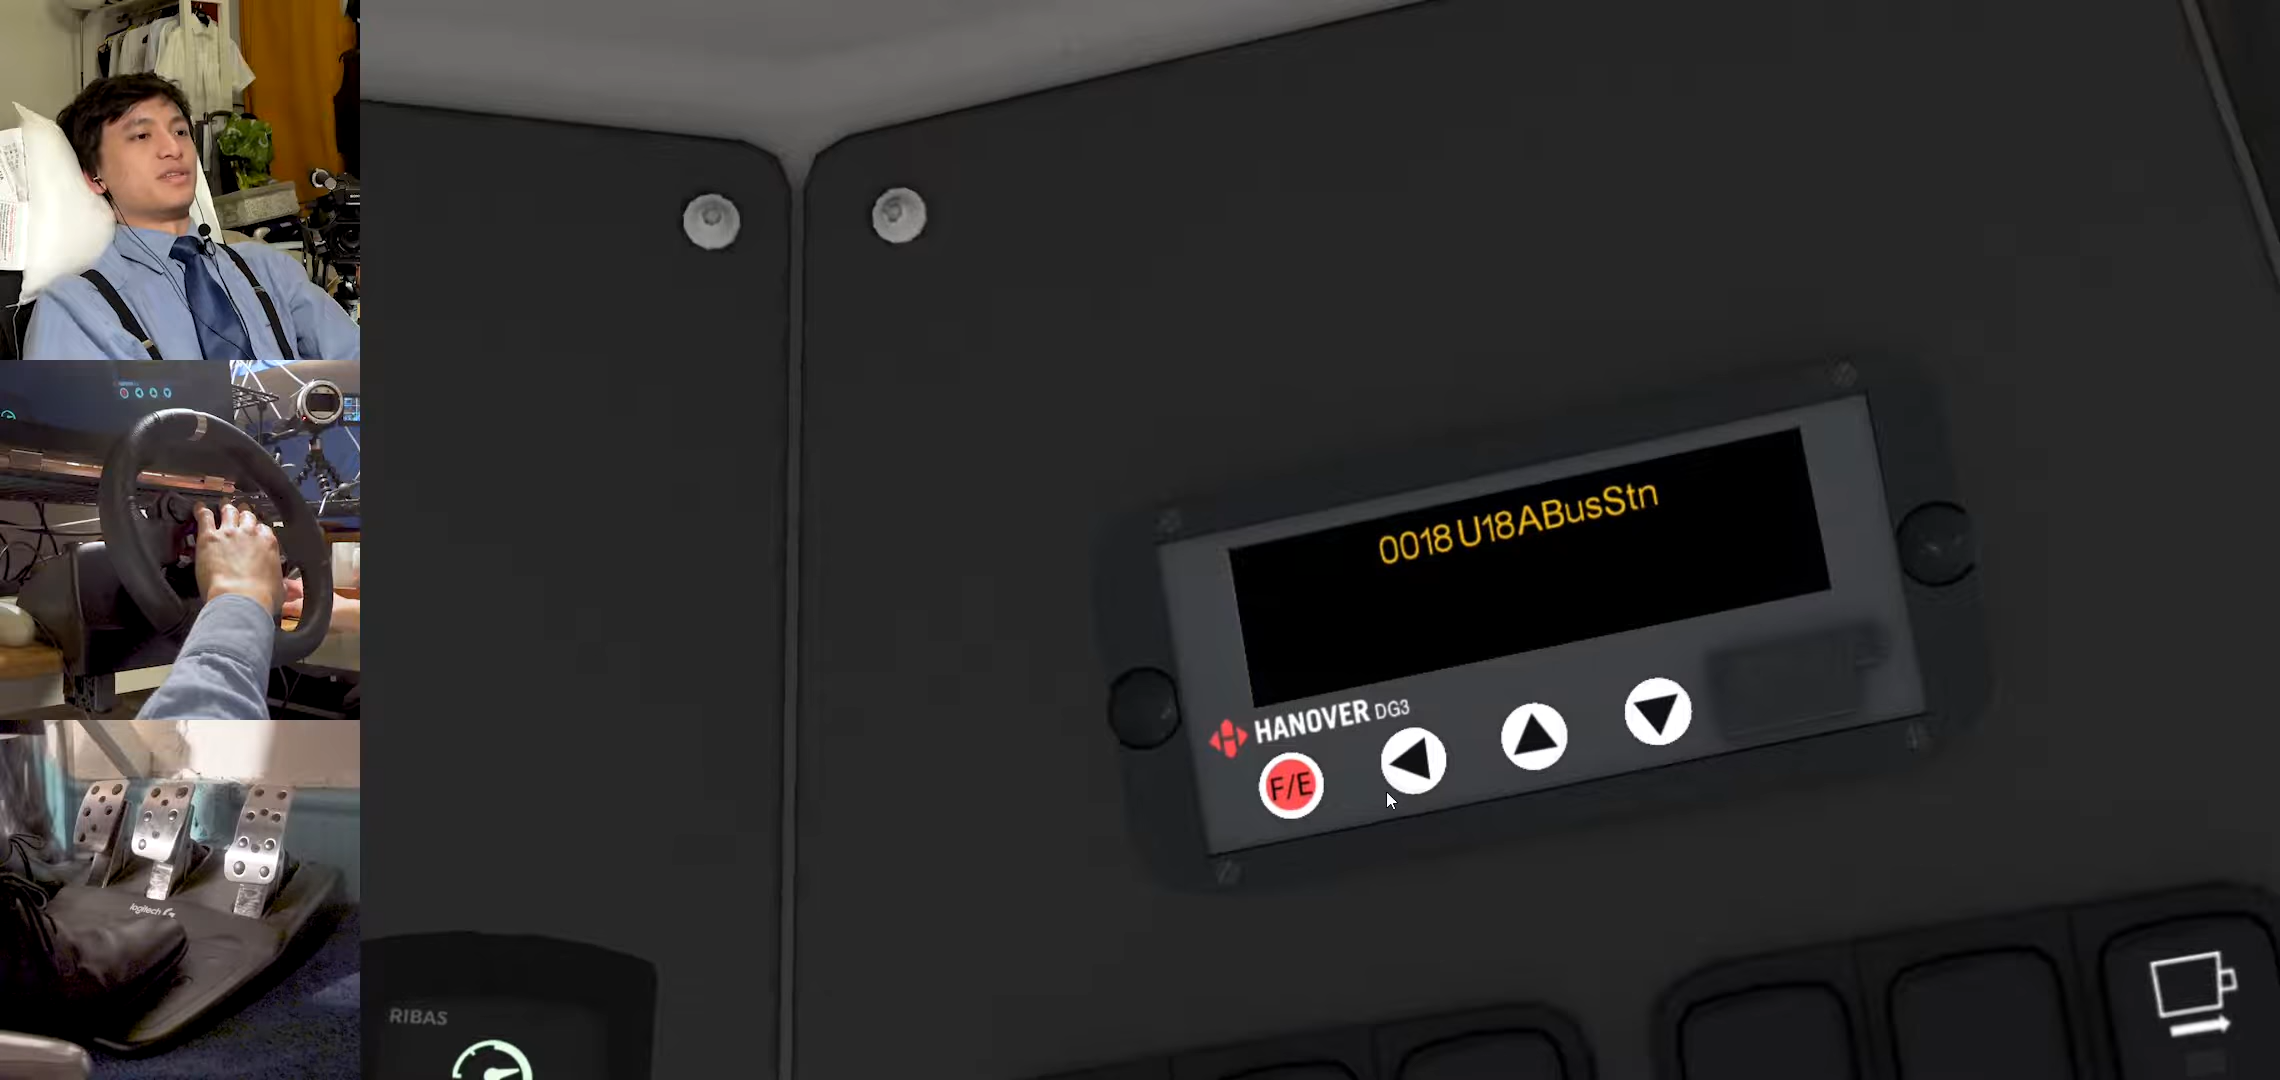 0018 U18ABusStn
HANOVER DG3
F/E
RIBAS
logitech